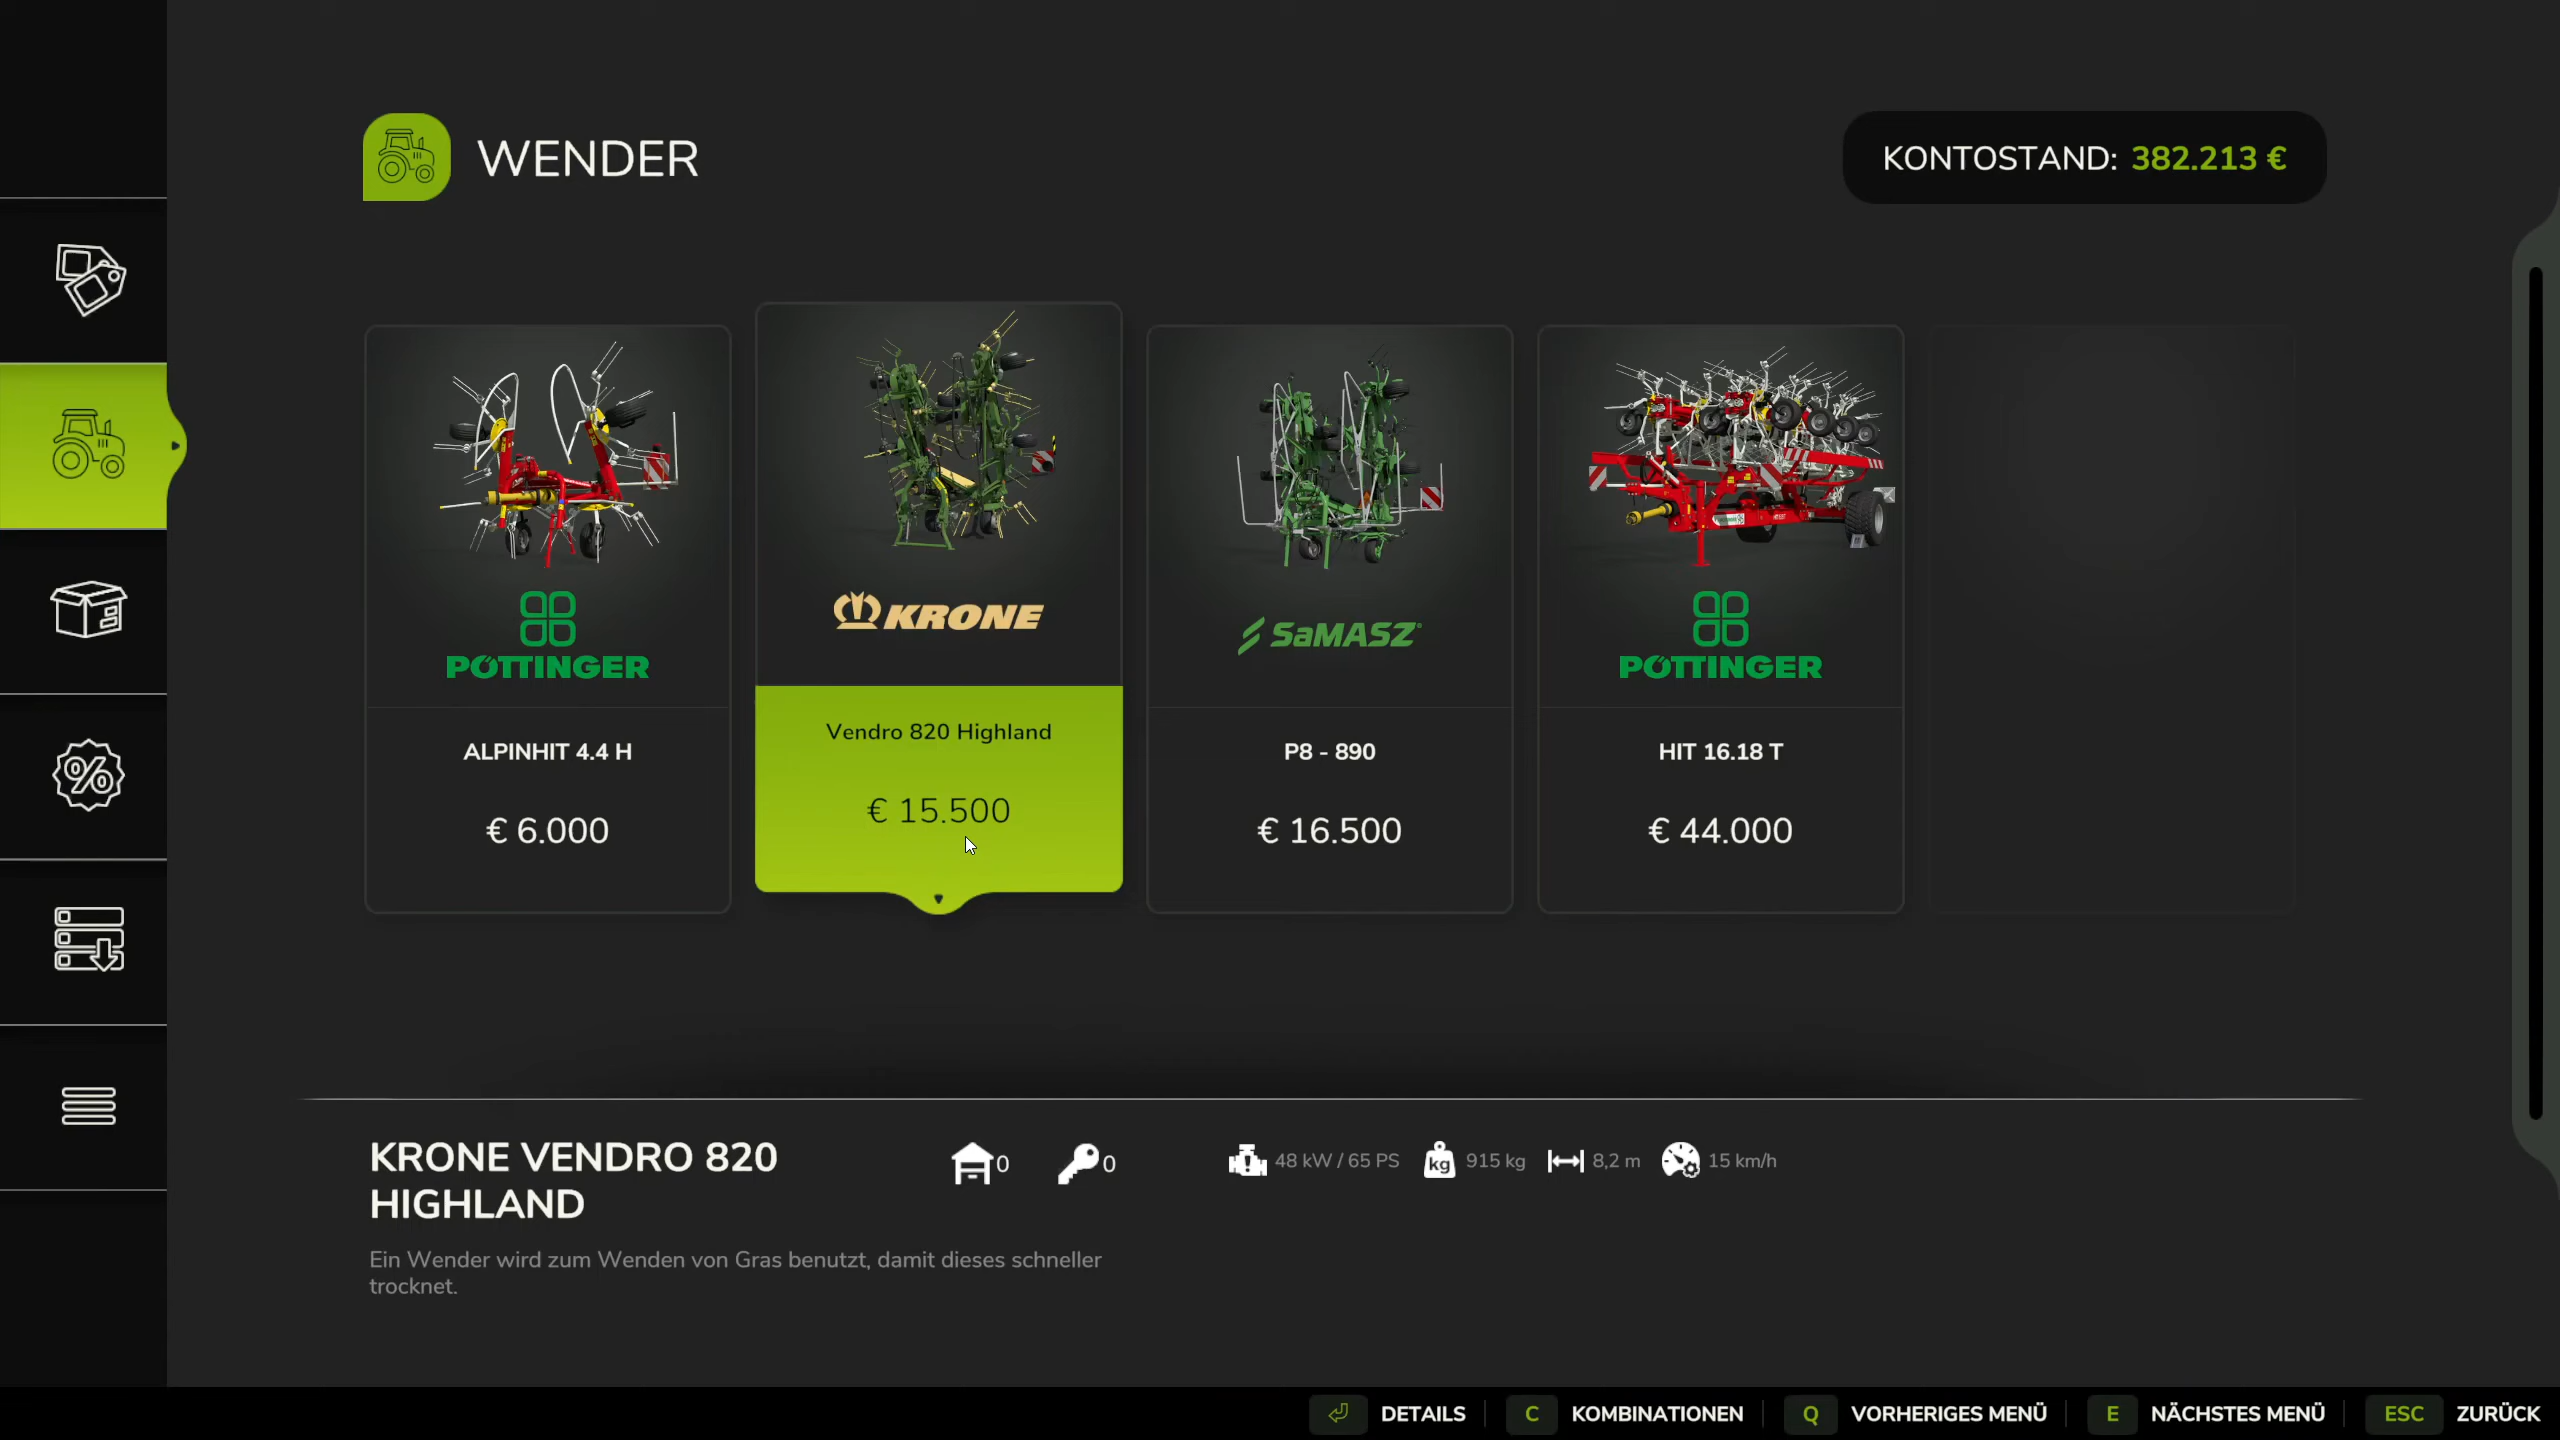 WENDER
KONTOSTAND: 382.213 €
PÖTTINGER
ALPINHIT 4.4 H
€ 6.000
KRONE
Vendro 820 Highland
€ 15.500
SaMASZ
P8 - 890
€ 16.500
PÖTTINGER
HIT 16.18 T
€ 44.000
KRONE VENDRO 820
HIGHLAND
0 0 48 kW / 65 PS kg 915 kg 8,2 m 15 km/h
Ein Wender wird zum Wenden von Gras benutzt, damit dieses schneller
trocknet.
DETAILS C KOMBINATIONEN Q VORHERIGES MENÜ E NÄCHSTES MENÜ ESC ZURÜCK